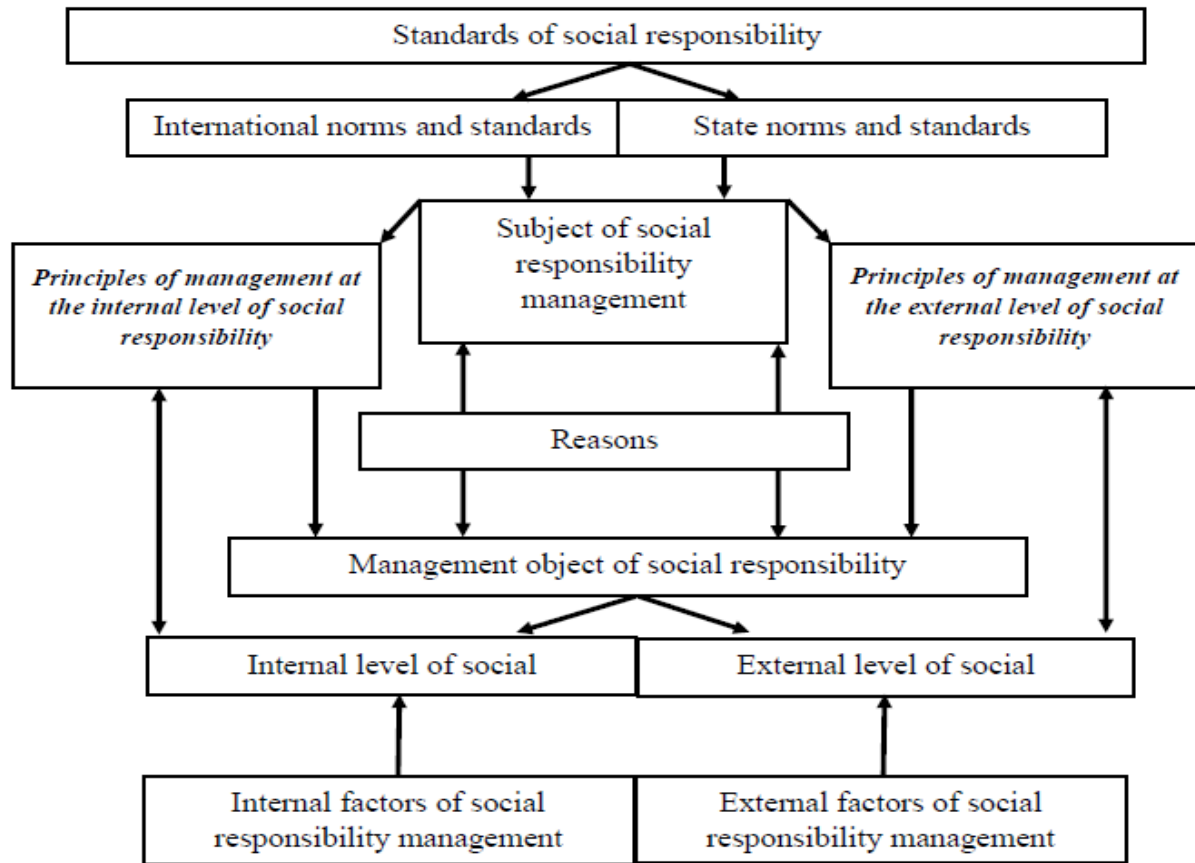 Standards of social responsibility
International norms and standards
State norms and standards
Subject of social
responsibility
management
Principles of management at
the internal level of social
responsibility
Principles of management at
the external level of social
responsibility
Reasons
Management object of social responsibility
Internal level of social
External level of social
Internal factors of social
responsibility management
External factors of social
responsibility management